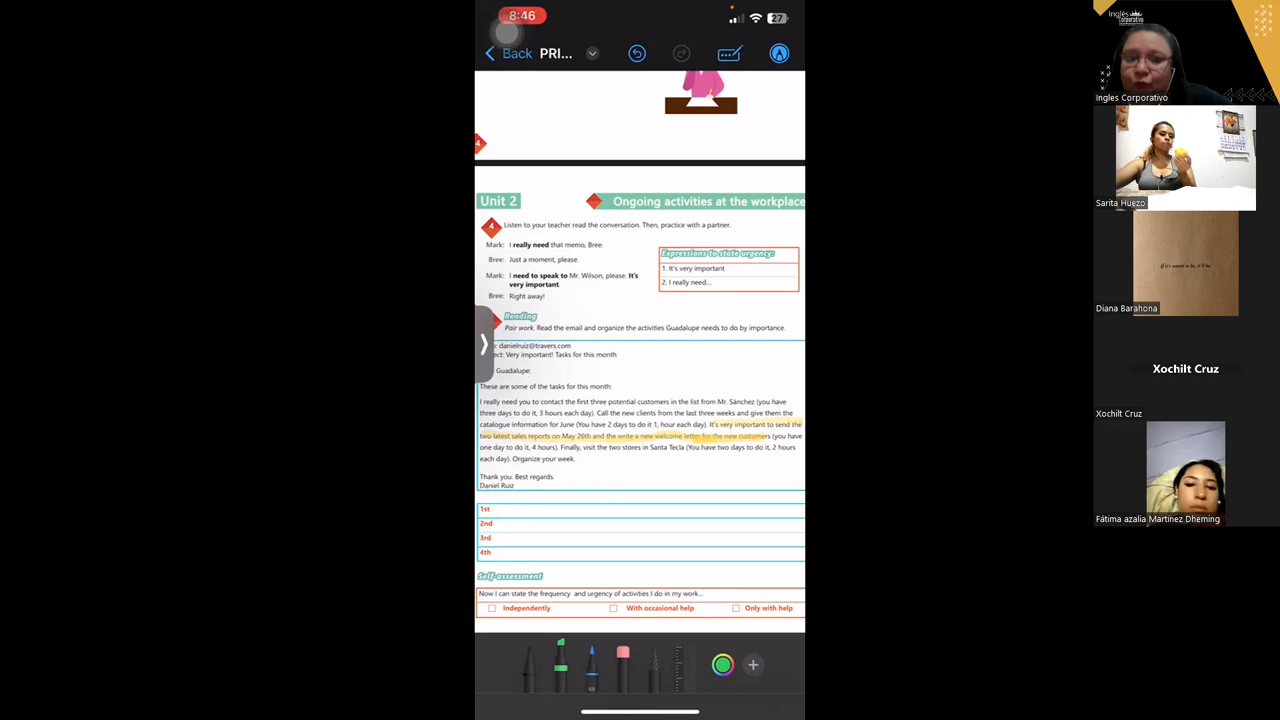 8:46
27
Back PRI...
4
Unit 2
Ongoing activities at the workplace
4 Listen to your teacher read the conversation. Then, practice with a partner.
Mark: I really need that memo, Bree.
Bree: Just a moment, please.
Mark: I need to speak to Mr. Wilson, please. It's
very important.
Bree: Right away!
Expressions to state urgency:
1. It's very important
2. I really need...
Reading
Pair work. Read the email and organize the activities Guadalupe needs to do by importance.
: danielruiz@travers.com
ect: Very important! Tasks for this month
Guadalupe:
These are some of the tasks for this month:
I really need you to contact the first three potential customers in the list from Mr. Sánchez (you have
three days to do it, 3 hours each day). Call the new clients from the last three weeks and give them the
catalogue information for June (You have 2 days to do it 1, hour each day). It's very important to send the
two latest sales reports on May 26th and the write a new welcome letter for the new customers (you have
one day to do it, 4 hours). Finally, visit the two stores in Santa Tecla (You have two days to do it, 2 hours
each day). Organize your week.
Thank you. Best regards.
Daniel Ruiz
1st
2nd
3rd
4th
Self-assessment
Now I can state the frequency and urgency of activities I do in my work...
Independently
With occasional help
Only with help
Inglés
Corporativo
Ingles Corporativo
Sarita Huezo
if it's meant to be, it'll be
Diana Barahona
Xochilt Cruz
Xochilt Cruz
Fátima azalia Martínez Dheming